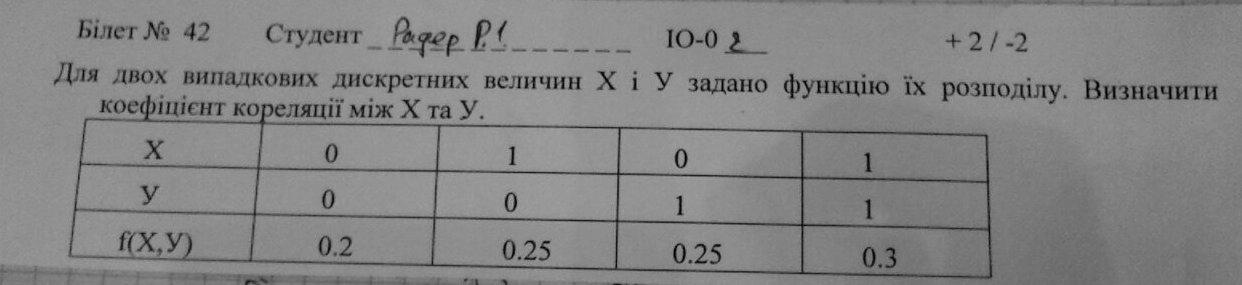 Білет № 42 Студент Радер Р.І ІО-0 2 + 2 / -2
Для двох випадкових дискретних величин Х і У задано функцію їх розподілу. Визначити
коефіцієнт кореляції між Х та У.
Х 0 1 0 1
У 0 0 1 1
f(Х,У) 0.2 0.25 0.25 0.3